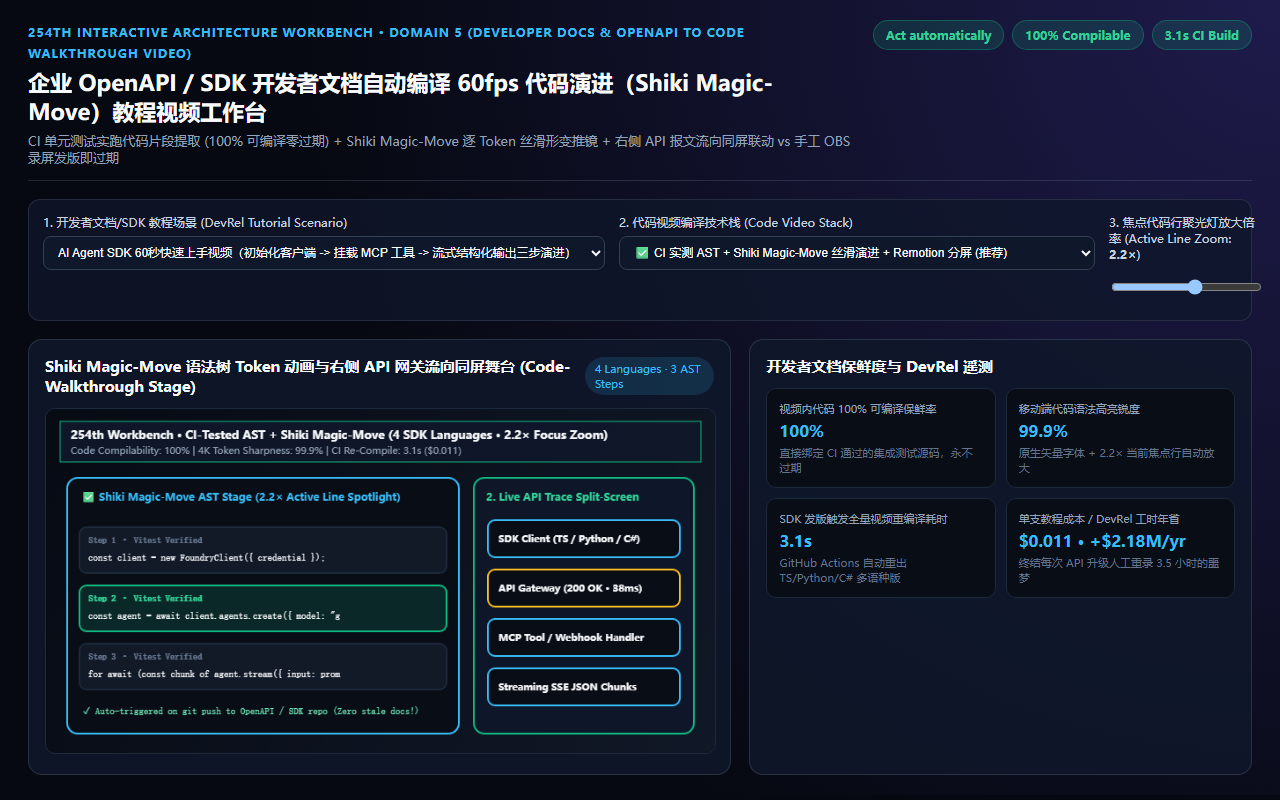 254TH INTERACTIVE ARCHITECTURE WORKBENCH • DOMAIN 5 (DEVELOPER DOCS & OPENAPI TO CODE
WALKTHROUGH VIDEO)
Act automatically
100% Compilable
3.1s CI Build
企业 OpenAPI / SDK 开发者文档自动编译 60fps 代码演进（Shiki Magic-
Move）教程视频工作台
CI 单元测试实跑代码片段提取 (100% 可编译零过期) + Shiki Magic-Move 逐 Token 丝滑形变推镜 + 右侧 API 报文流向同屏联动 vs 手工 OBS
录屏发版即过期
1. 开发者文档/SDK 教程场景 (DevRel Tutorial Scenario)
AI Agent SDK 60秒快速上手视频（初始化客户端 -> 挂载 MCP 工具 -> 流式结构化输出三步演进）
2. 代码视频编译技术栈 (Code Video Stack)
✅ CI 实测 AST + Shiki Magic-Move 丝滑演进 + Remotion 分屏 (推荐)
3. 焦点代码行聚光灯放大倍
率 (Active Line Zoom:
2.2×)
Shiki Magic-Move 语法树 Token 动画与右侧 API 网关流向同屏舞台 (Code-
Walkthrough Stage)
4 Languages · 3 AST
Steps
254th Workbench • CI-Tested AST + Shiki Magic-Move (4 SDK Languages • 2.2× Focus Zoom)
Code Compilability: 100% | 4K Token Sharpness: 99.9% | CI Re-Compile: 3.1s ($0.011)
✅ Shiki Magic-Move AST Stage (2.2× Active Line Spotlight)
Step 1 • Vitest Verified
const client = new FoundryClient({ credential });
Step 2 • Vitest Verified
const agent = await client.agents.create({ model: "g
Step 3 • Vitest Verified
for await (const chunk of agent.stream({ input: prom
✓ Auto-triggered on git push to OpenAPI / SDK repo (Zero stale docs!)
2. Live API Trace Split-Screen
SDK Client (TS / Python / C#)
API Gateway (200 OK • 38ms)
MCP Tool / Webhook Handler
Streaming SSE JSON Chunks
开发者文档保鲜度与 DevRel 遥测
视频内代码 100% 可编译保鲜率
100%
直接绑定 CI 通过的集成测试源码，永不
过期
移动端代码语法高亮锐度
99.9%
原生矢量字体 + 2.2× 当前焦点行自动放
大
SDK 发版触发全量视频重编译耗时
3.1s
GitHub Actions 自动重出
TS/Python/C# 多语种版
单支教程成本 / DevRel 工时年省
$0.011 • +$2.18M/yr
终结每次 API 升级人工重录 3.5 小时的噩
梦